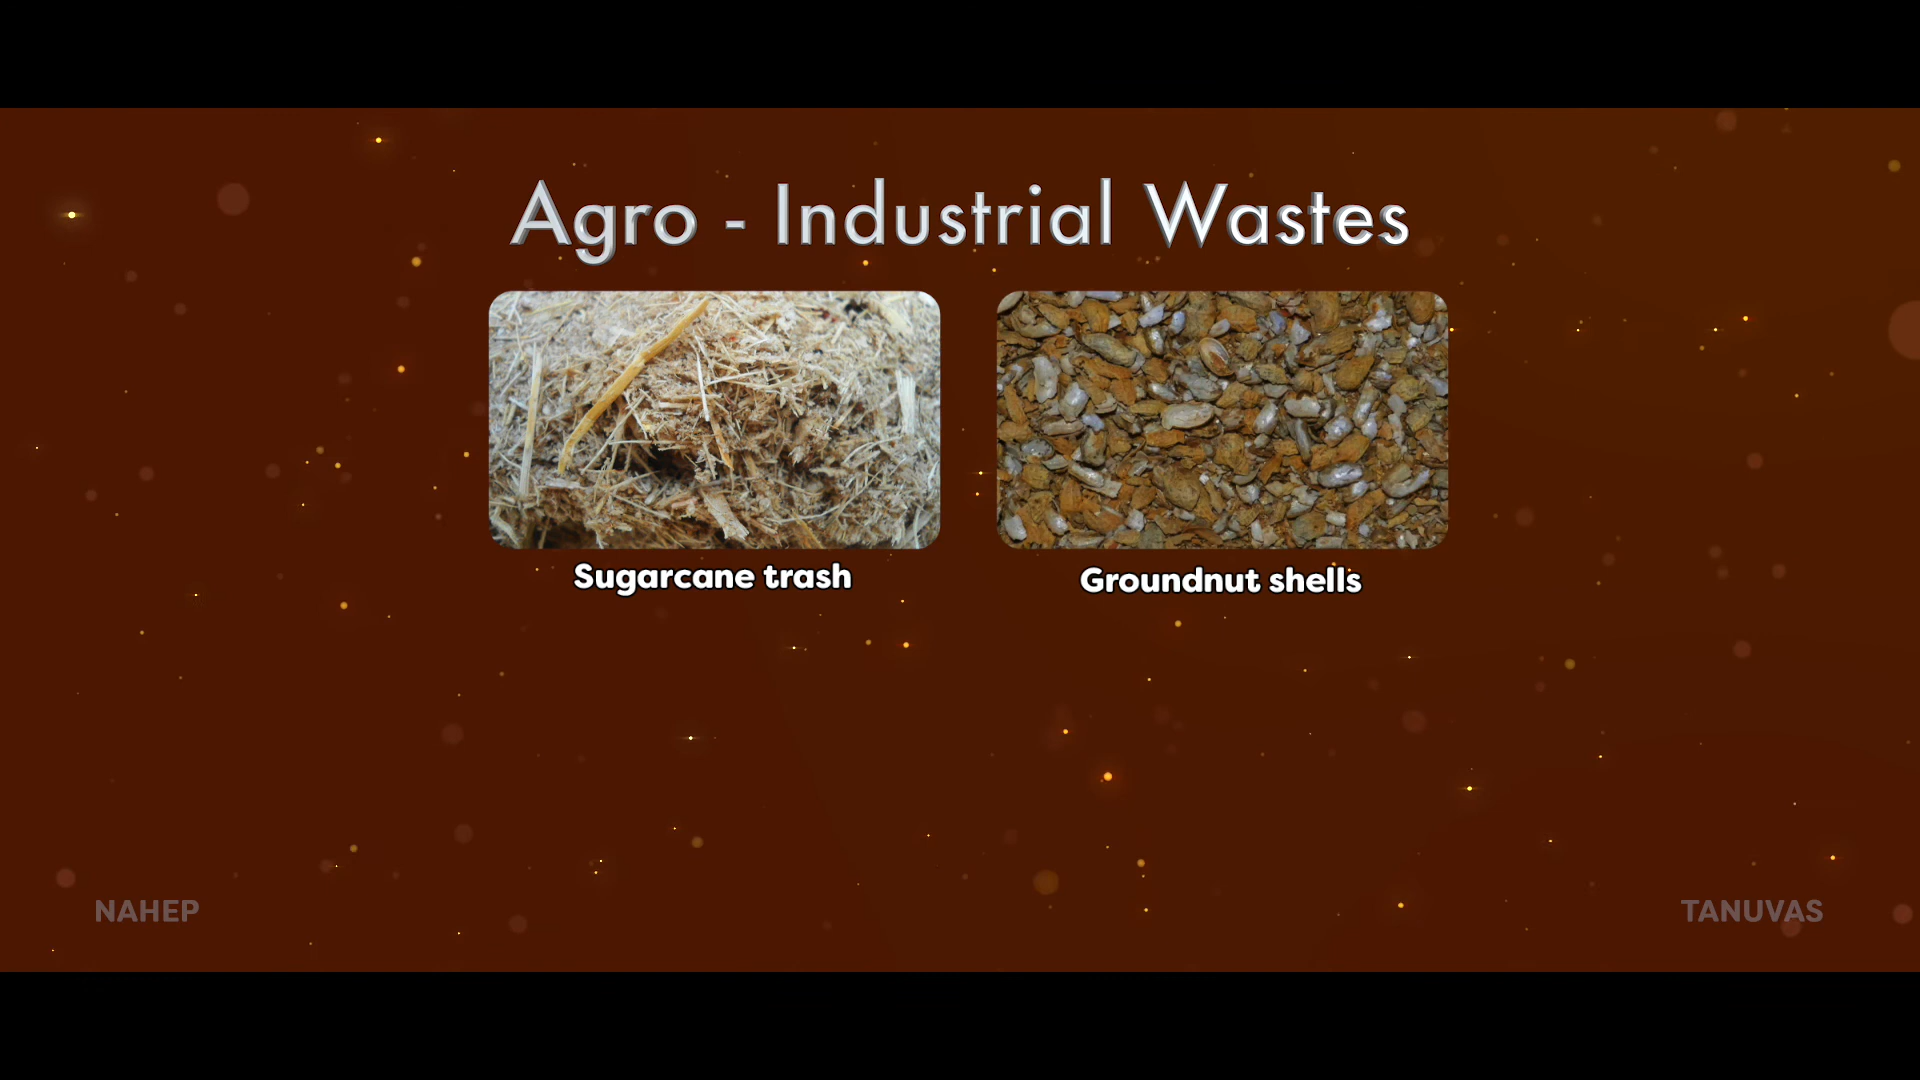 Agro - Industrial Wastes
Sugarcane trash
Groundnut shells
NAHEP
TANUVAS